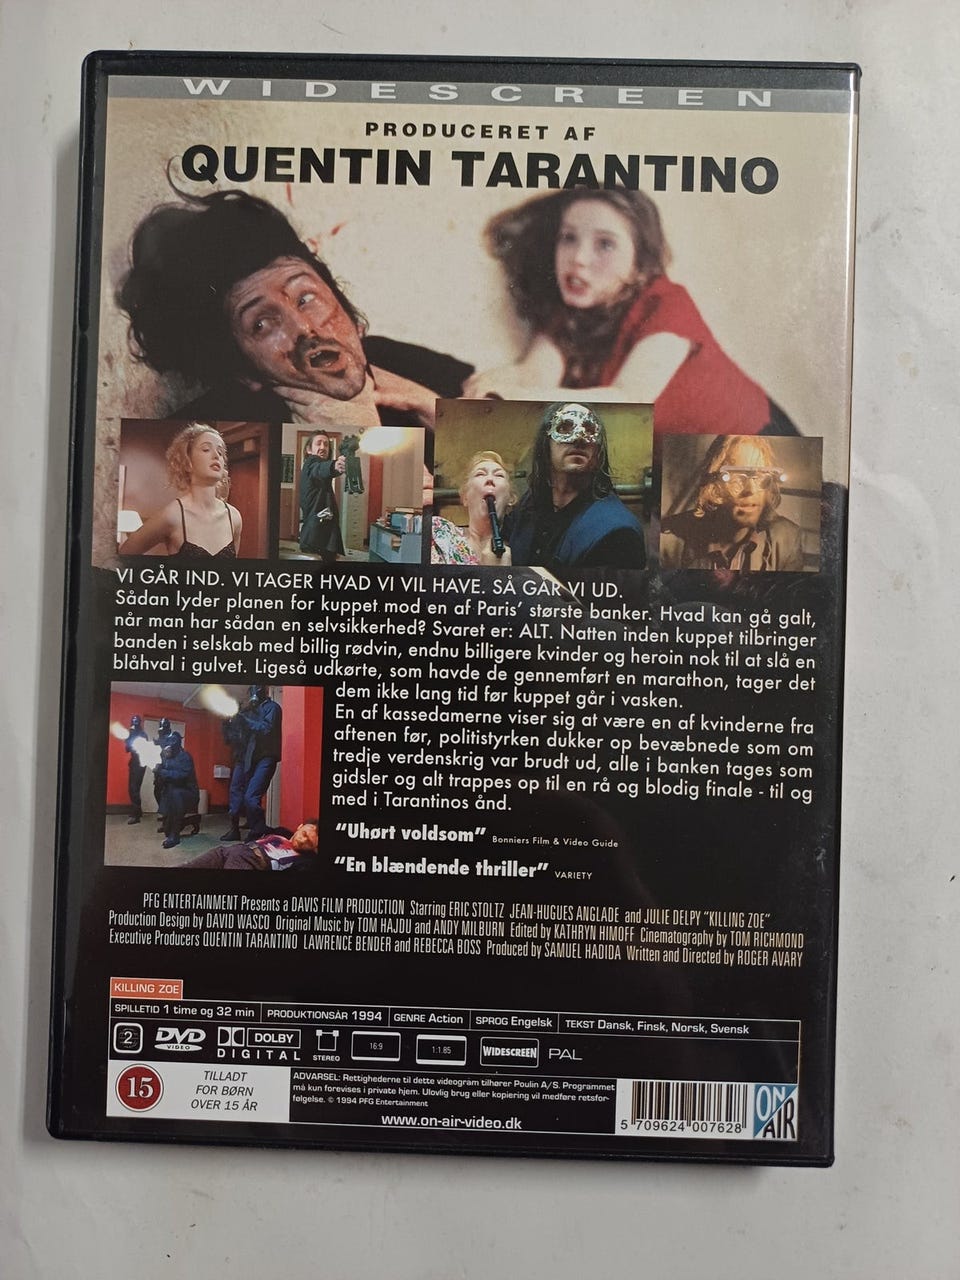 WIDESCREEN
PRODUCERET AF
QUENTIN TARANTINO
VI GÅR IND. VI TAGER HVAD VI VIL HAVE. SÅ GÅR VI UD.
Sådan lyder planen for kuppet mod en af Paris' største banker. Hvad kan gå galt,
når man har sådan en selvsikkerhed? Svaret er: ALT. Natten inden kuppet tilbringer
banden i selskab med billig rødvin, endnu billigere kvinder og heroin nok til at slå en
blåhval i gulvet. Ligeså udkørte, som havde de gennemført en marathon, tager det
dem ikke lang tid før kuppet går i vasken.
En af kassedamerne viser sig at være en af kvinderne fra
aftenen før, politistyrken dukker op bevæbnede som om
tredje verdenskrig var brudt ud, alle i banken tages som
gidsler og alt trappes op til en rå og blodig finale - til og
med i Tarantinos ånd.
"Uhørt voldsom" Bonniers Film & Video Guide
"En blændende thriller" VARIETY
PFG ENTERTAINMENT Presents a DAVIS FILM PRODUCTION Starring ERIC STOLTZ JEAN-HUGUES ANGLADE and JULIE DELPY "KILLING ZOE"
Production Design by DAVID WASCO Original Music by TOM HAJDU and ANDY MILBURN Edited by KATHRYN HIMOFF Cinematography by TOM RICHMOND
Executive Producers QUENTIN TARANTINO LAWRENCE BENDER and REBECCA BOSS Produced by SAMUEL HADIDA Written and Directed by ROGER AVARY
KILLING ZOE
SPILLETID 1 time og 32 min PRODUKTIONSÅR 1994 GENRE Action SPROG Engelsk TEKST Dansk, Finsk, Norsk, Svensk
2 DVD VIDEO DOLBY DIGITAL STEREO 16:9 1:1.85 WIDESCREEN PAL
15 TILLADT
FOR BØRN
OVER 15 ÅR
ADVARSEL: Rettighederne til dette videogram tilhører Poulin A/S. Programmet
må kun forevises i private hjem. Ulovlig brug eller kopiering vil medføre retsfor-
følgelse. © 1994 PFG Entertainment
www.on-air-video.dk
5 709624 007628
ON AIR